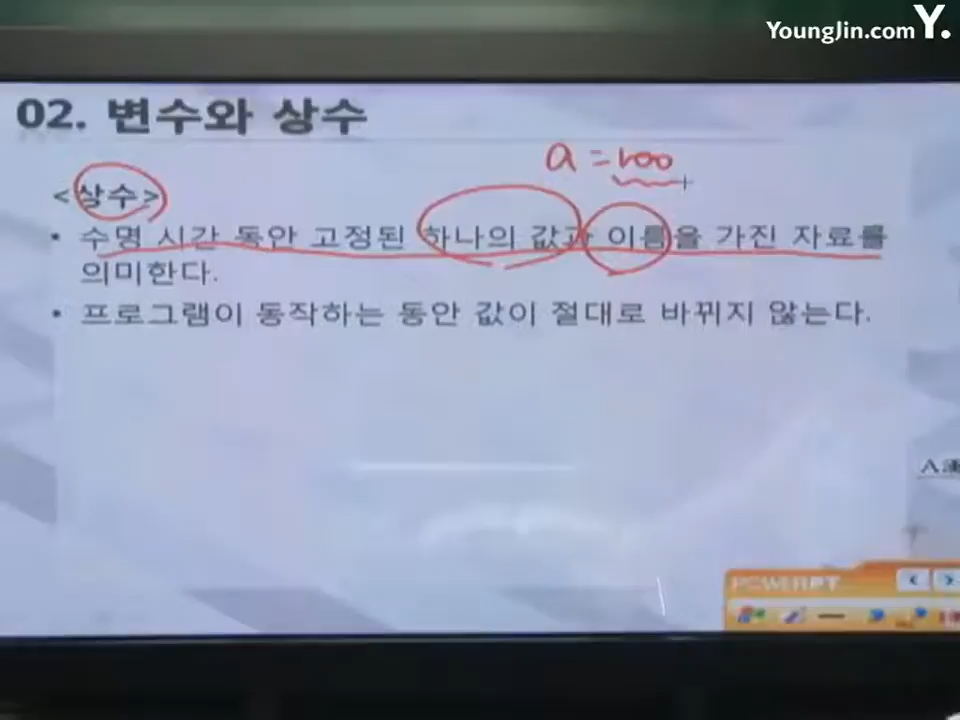 YoungJin.com Y.
02. 변수와 상수
a = 100
<상수>
• 수명 시간 동안 고정된 하나의 값과 이름을 가진 자료를
의미한다.
• 프로그램이 동작하는 동안 값이 절대로 바뀌지 않는다.
POWERPT